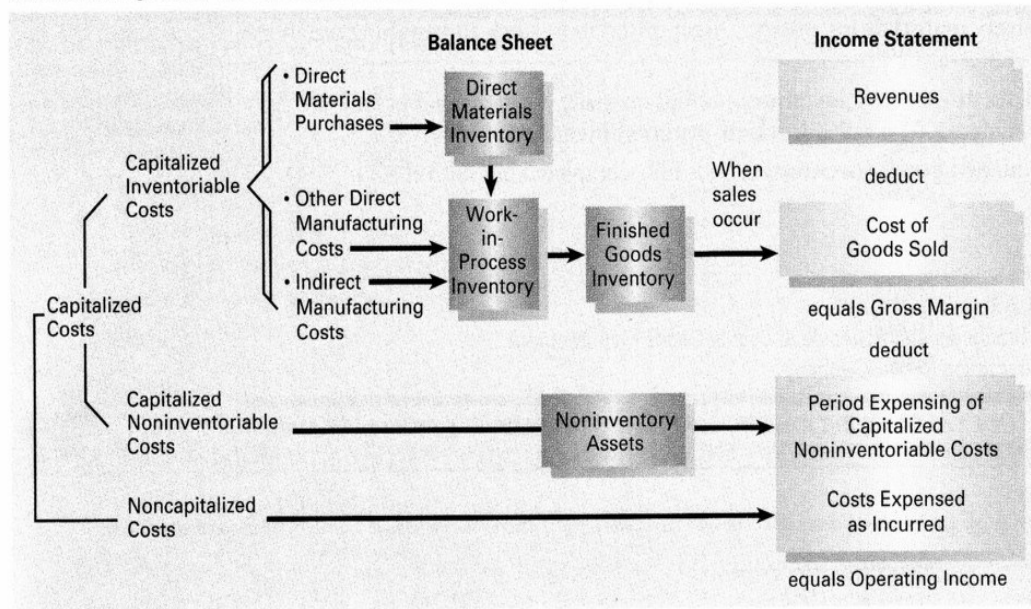 Balance Sheet
Income Statement
• Direct
Materials
Purchases
Direct
Materials
Inventory
Revenues
Capitalized
Inventoriable
Costs
When
sales
occur
deduct
• Other Direct
Manufacturing
Costs
Work-
in-
Process
Inventory
Finished
Goods
Inventory
Cost of
Goods Sold
• Indirect
Manufacturing
Costs
Capitalized
Costs
equals Gross Margin
deduct
Capitalized
Noninventoriable
Costs
Noninventory
Assets
Period Expensing of
Capitalized
Noninventoriable Costs
Noncapitalized
Costs
Costs Expensed
as Incurred
equals Operating Income